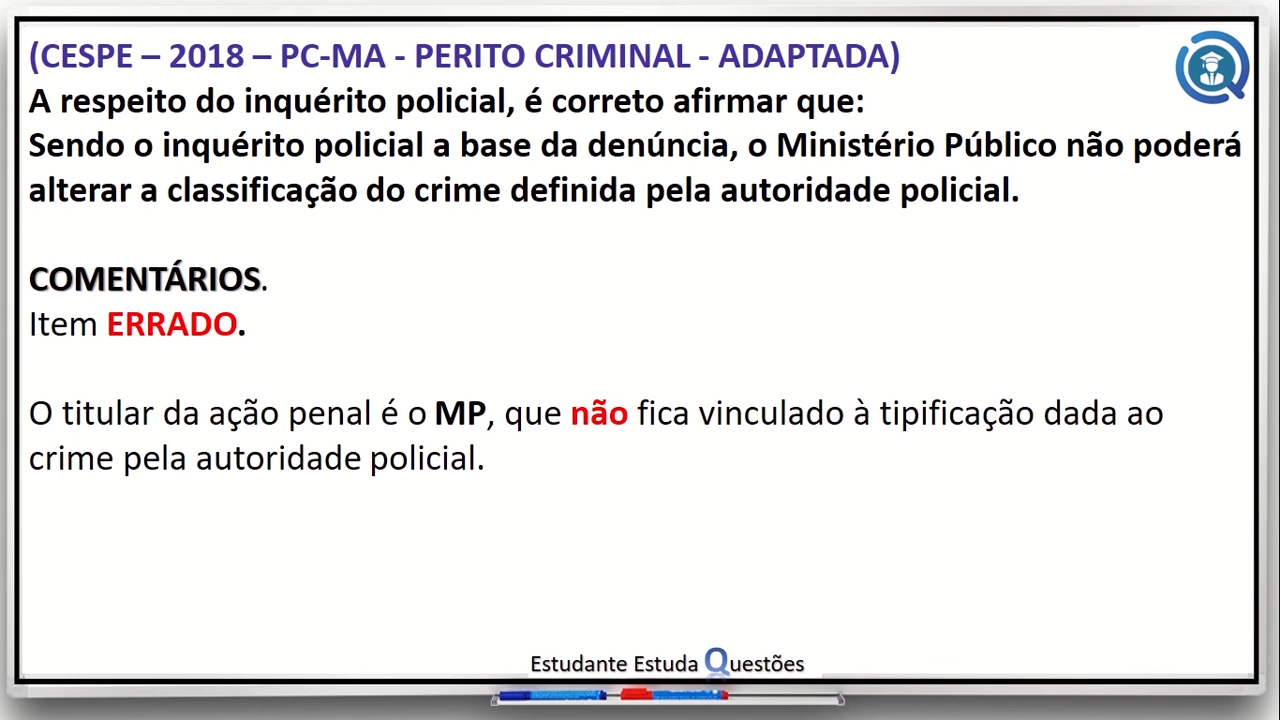 (CESPE – 2018 – PC-MA - PERITO CRIMINAL - ADAPTADA)
A respeito do inquérito policial, é correto afirmar que:
Sendo o inquérito policial a base da denúncia, o Ministério Público não poderá
alterar a classificação do crime definida pela autoridade policial.
COMENTÁRIOS.
Item ERRADO.
O titular da ação penal é o MP, que não fica vinculado à tipificação dada ao
crime pela autoridade policial.
Estudante Estuda Questões